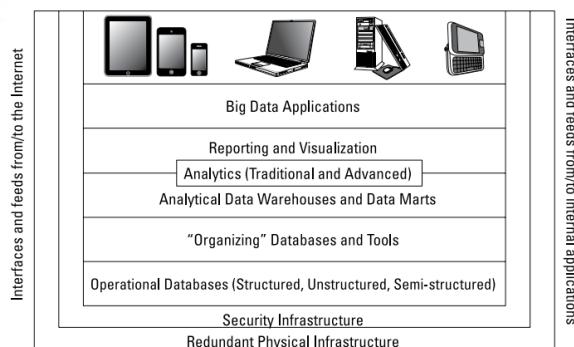 Interfaces and feeds from/to the Internet
Big Data Applications
Reporting and Visualization
Analytics (Traditional and Advanced)
Analytical Data Warehouses and Data Marts
“Organizing” Databases and Tools
Operational Databases (Structured, Unstructured, Semi-structured)
Security Infrastructure
Redundant Physical Infrastructure
Interfaces and feeds from/to internal applications